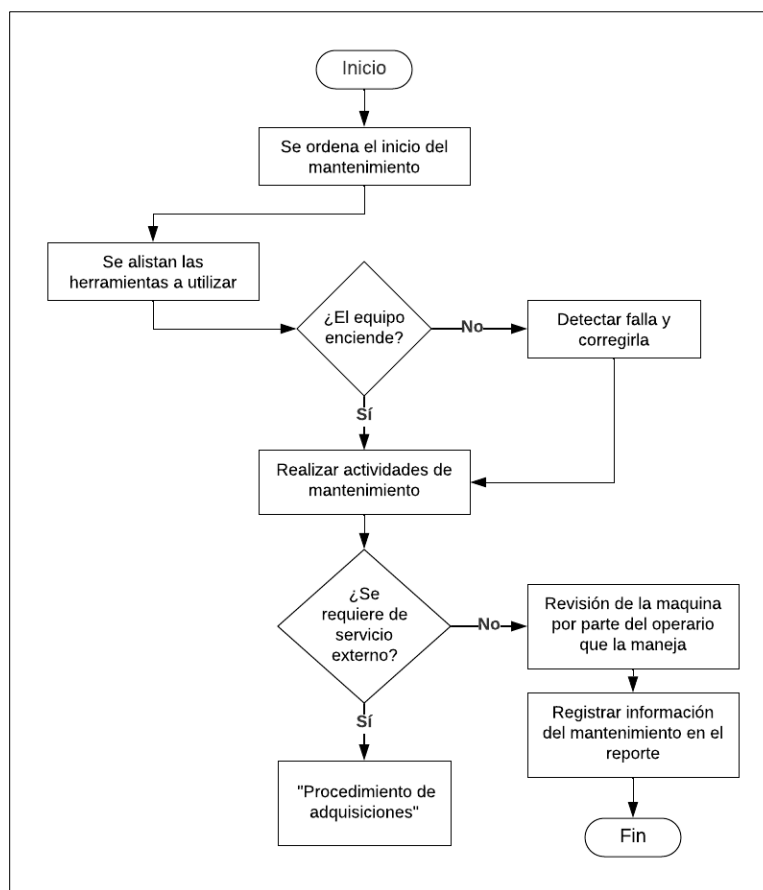 Inicio
Se ordena el inicio del
mantenimiento
Se alistan las
herramientas a utilizar
¿El equipo
enciende?
No
Detectar falla y
corregirla
Sí
Realizar actividades de
mantenimiento
¿Se
requiere de
servicio
externo?
No
Revisión de la maquina
por parte del operario
que la maneja
Sí
Registrar información
del mantenimiento en el
reporte
"Procedimiento de
adquisiciones"
Fin